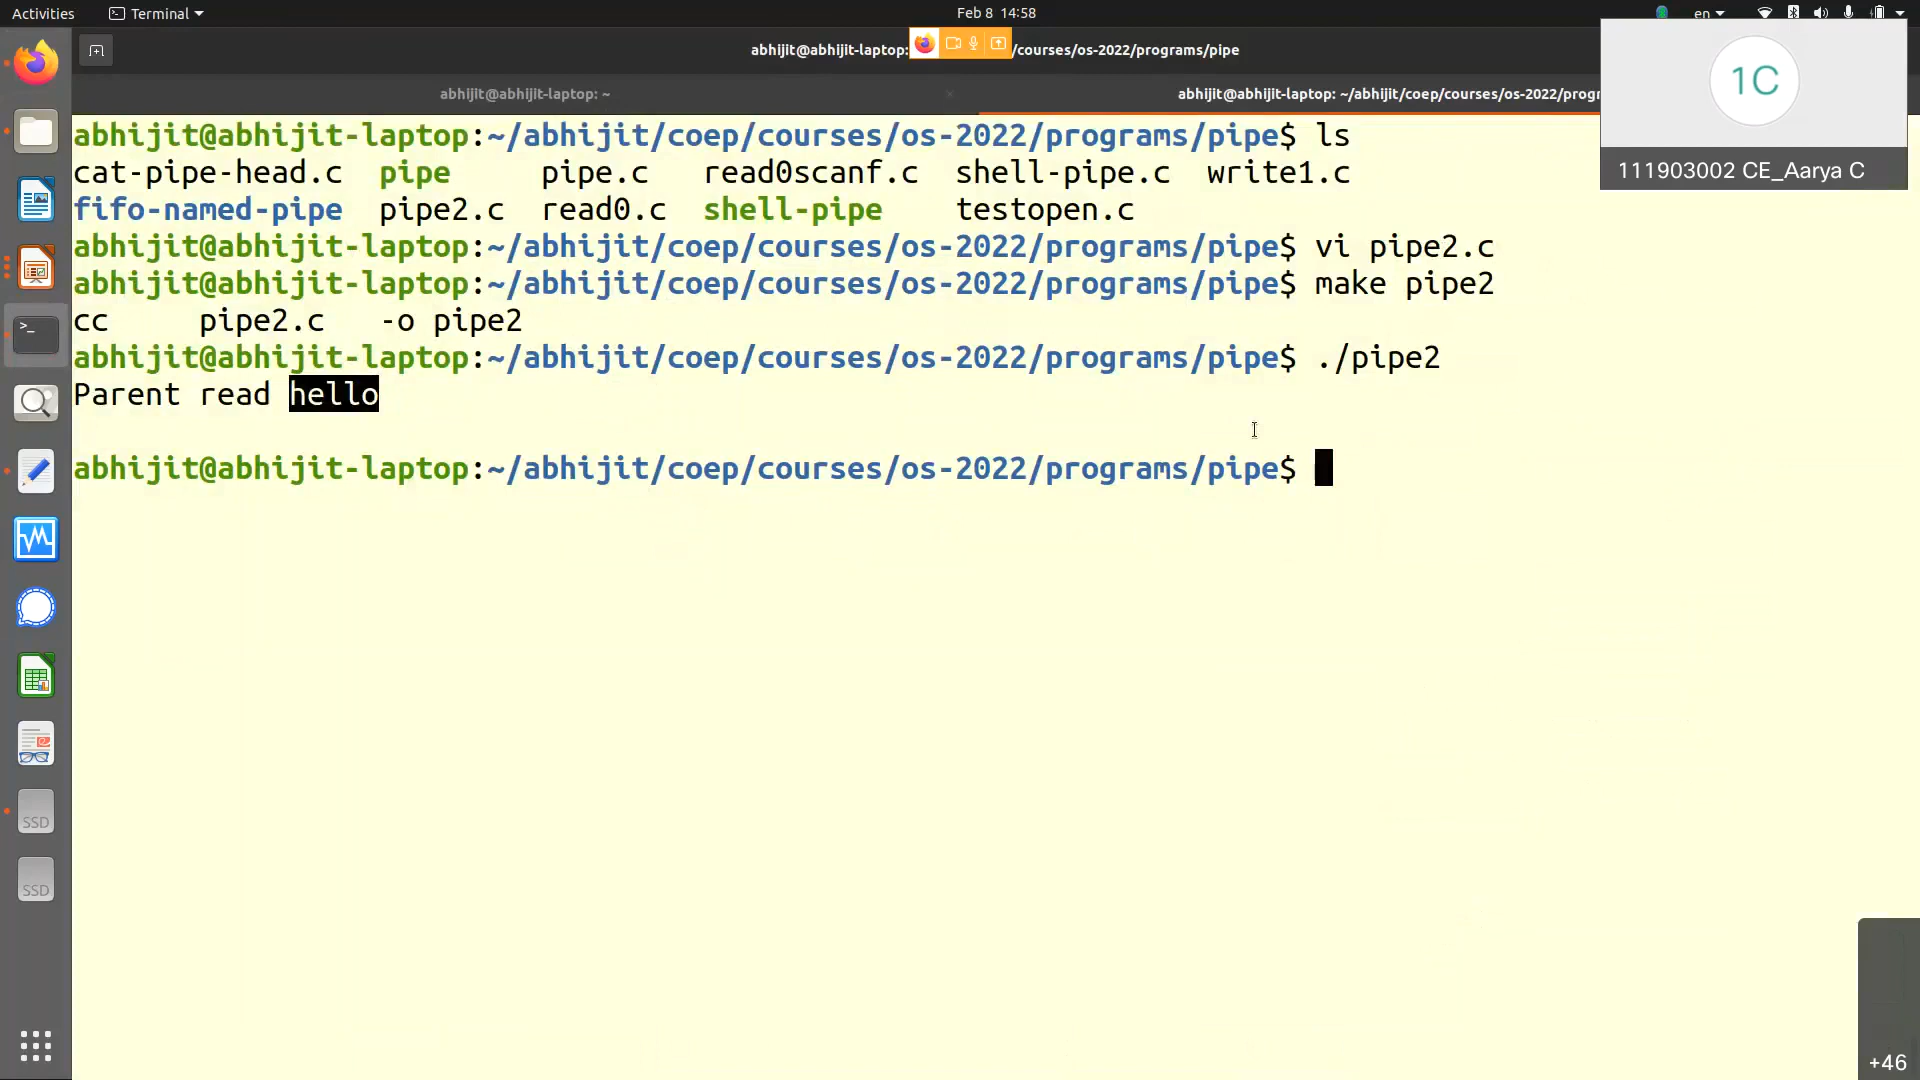 Activities Terminal Feb 8 14:58 en
abhijit@abhijit-laptop: /courses/os-2022/programs/pipe
abhijit@abhijit-laptop: ~ × abhijit@abhijit-laptop: ~/abhijit/coep/courses/os-2022/progr
1C
111903002 CE_Aarya C
abhijit@abhijit-laptop:~/abhijit/coep/courses/os-2022/programs/pipe$ ls
cat-pipe-head.c pipe pipe.c read0scanf.c shell-pipe.c write1.c
fifo-named-pipe pipe2.c read0.c shell-pipe testopen.c
abhijit@abhijit-laptop:~/abhijit/coep/courses/os-2022/programs/pipe$ vi pipe2.c
abhijit@abhijit-laptop:~/abhijit/coep/courses/os-2022/programs/pipe$ make pipe2
cc pipe2.c -o pipe2
abhijit@abhijit-laptop:~/abhijit/coep/courses/os-2022/programs/pipe$ ./pipe2
Parent read hello
abhijit@abhijit-laptop:~/abhijit/coep/courses/os-2022/programs/pipe$
>_
SSD
SSD
+46